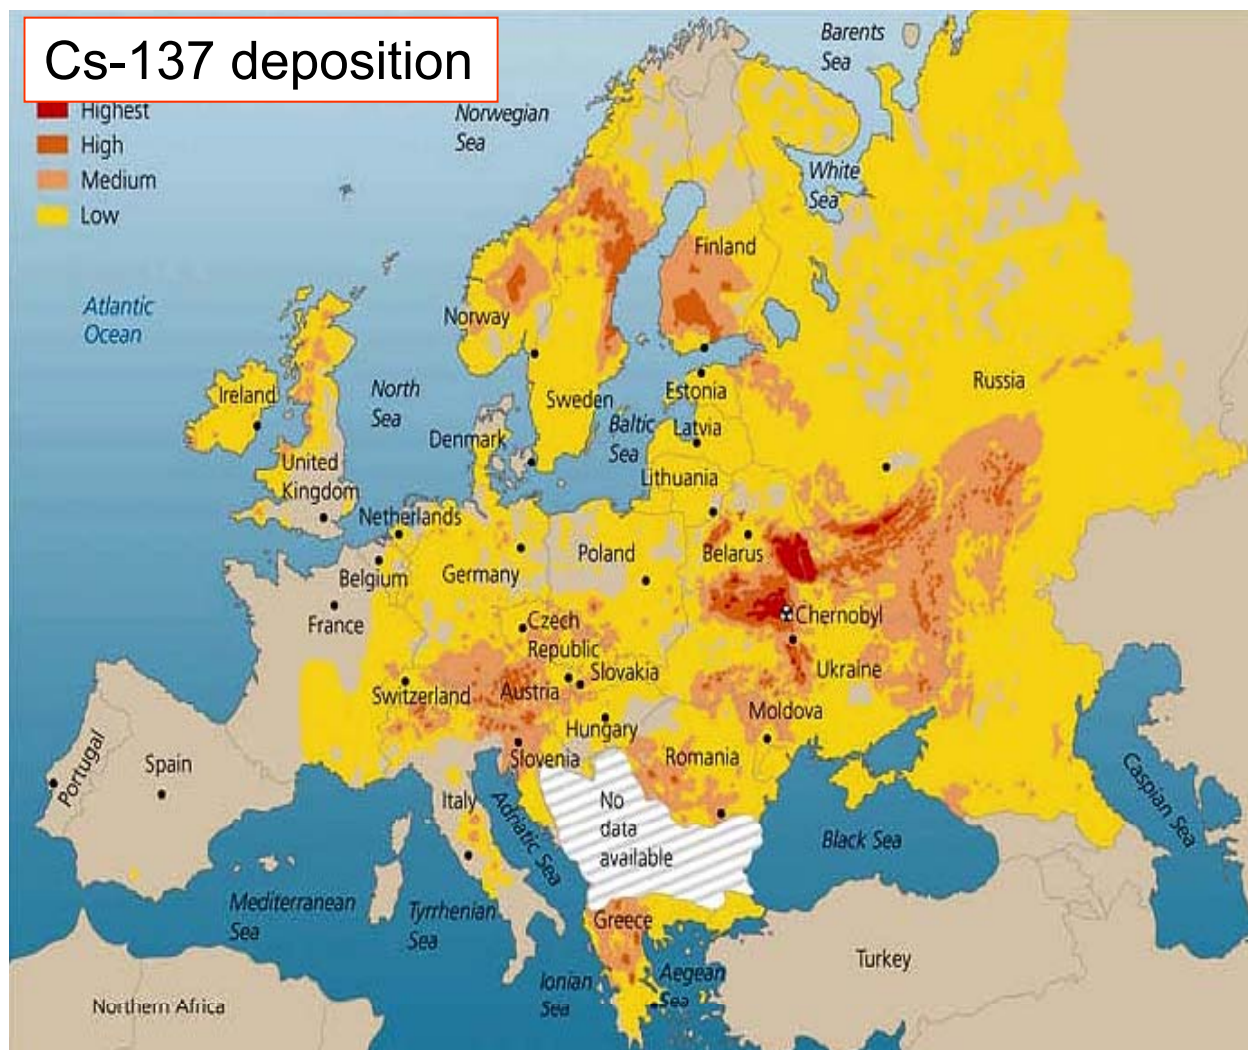 Cs-137 deposition
Highest
High
Medium
Low
Barents
Sea
Norwegian
Sea
White
Sea
Finland
Atlantic
Ocean
Norway
Russia
Estonia
Ireland
North
Sea
Sweden
Baltic
Sea
Latvia
Denmark
United
Kingdom
Lithuania
Netherlands
Belarus
Poland
Belgium
Germany
France
Chernobyl
Czech
Republic
Slovakia
Ukraine
Switzerland
Austria
Moldova
Hungary
Portugal
Spain
Slovenia
Romania
Caspian Sea
Italy
Adriatic Sea
No
data
available
Black Sea
Mediterranean
Sea
Tyrrhenian
Sea
Greece
Ionian
Sea
Aegean
Sea
Turkey
Northern Africa